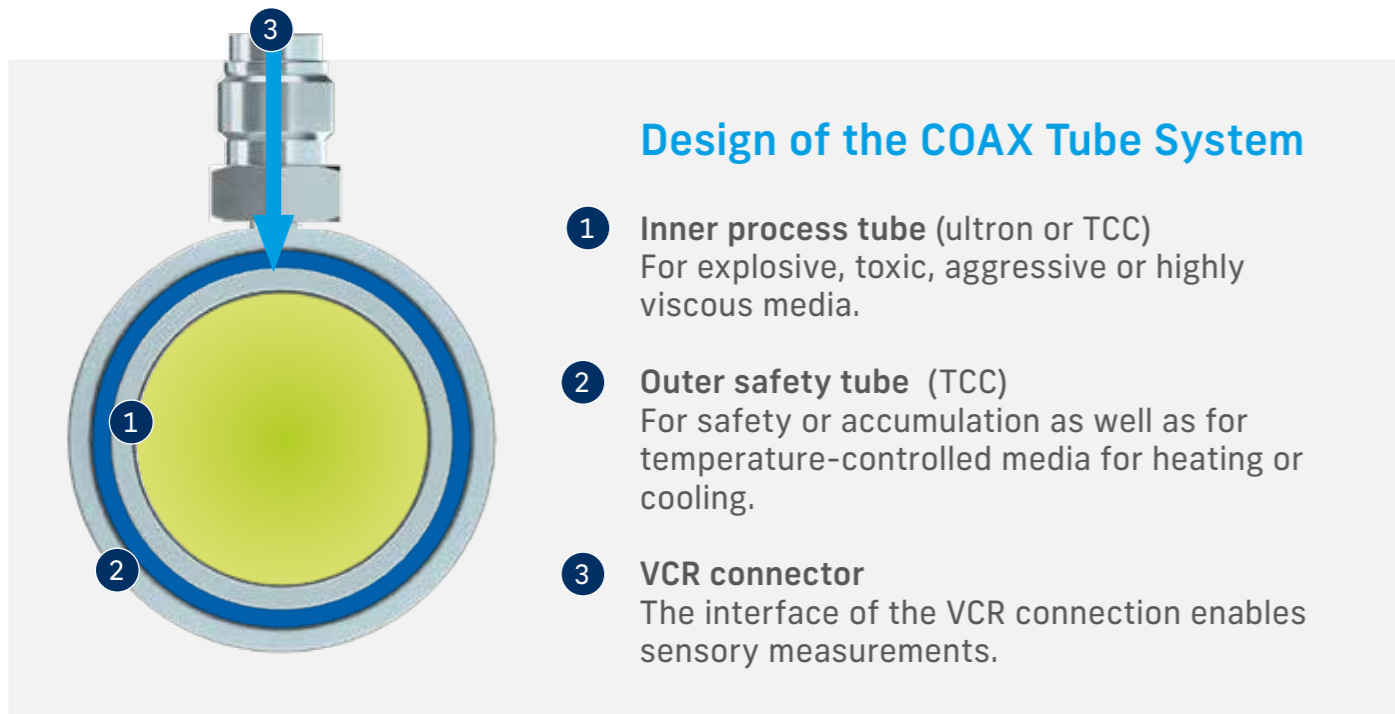 3
Design of the COAX Tube System
1 Inner process tube (ultron or TCC)
For explosive, toxic, aggressive or highly
viscous media.
2 Outer safety tube (TCC)
For safety or accumulation as well as for
temperature-controlled media for heating or
cooling.
3 VCR connector
The interface of the VCR connection enables
sensory measurements.
1
2